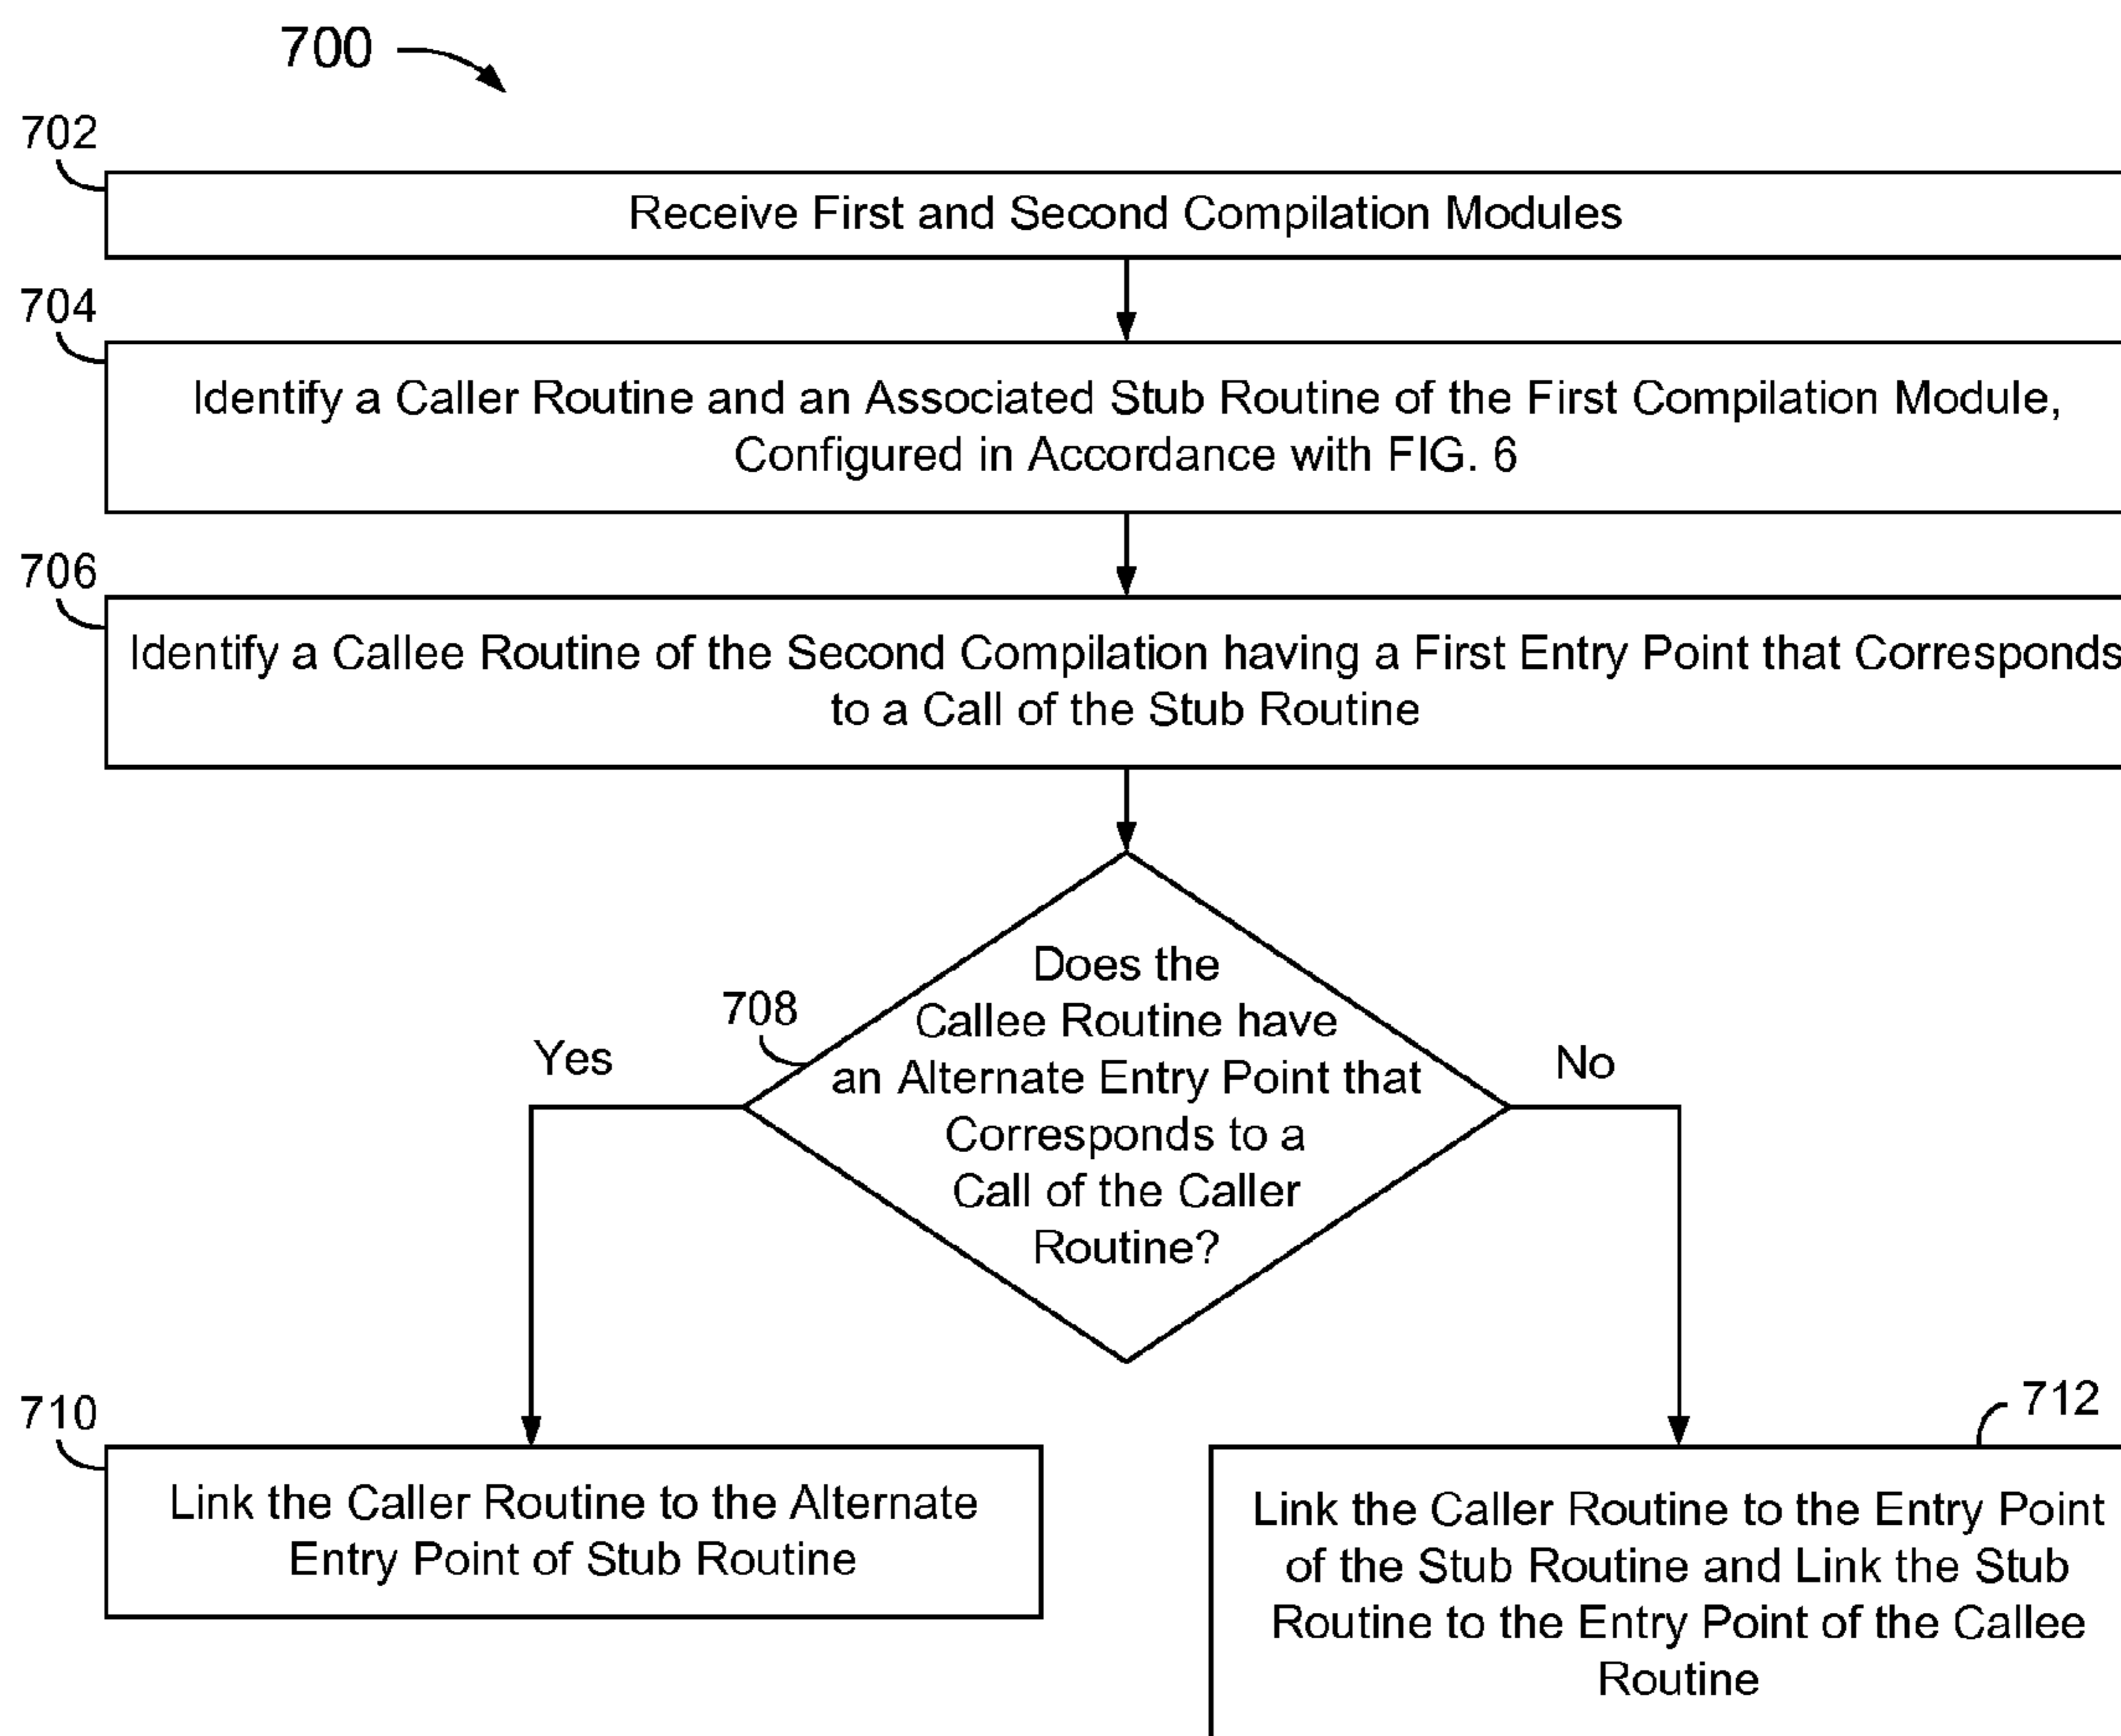 700
702
Receive First and Second Compilation Modules
704
Identify a Caller Routine and an Associated Stub Routine of the First Compilation Module,
Configured in Accordance with FIG. 6
706
Identify a Callee Routine of the Second Compilation having a First Entry Point that Corresponds
to a Call of the Stub Routine
708
Does the
Callee Routine have
an Alternate Entry Point that
Corresponds to a
Call of the Caller
Routine?
Yes
No
710
Link the Caller Routine to the Alternate
Entry Point of Stub Routine
712
Link the Caller Routine to the Entry Point
of the Stub Routine and Link the Stub
Routine to the Entry Point of the Callee
Routine